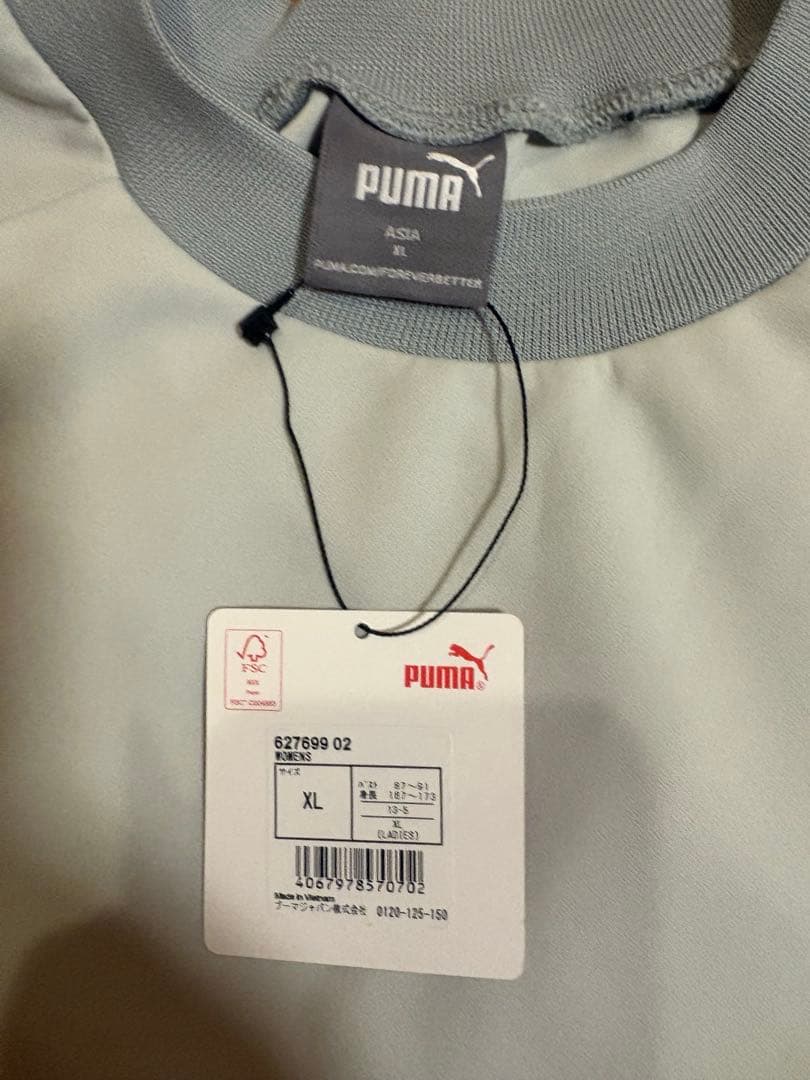 PUMA
ASIA
XL
PUMA.COM/FOREVERBETTER
FSC
MIX
Paper
PUMA®
627699 02
WOMENS
サイズ
XL
バスト 87～91
身長 167～173
13-5
XL
(LADIES)
4067978570702
Made in Vietnam
プーマジャパン株式会社 0120-125-150